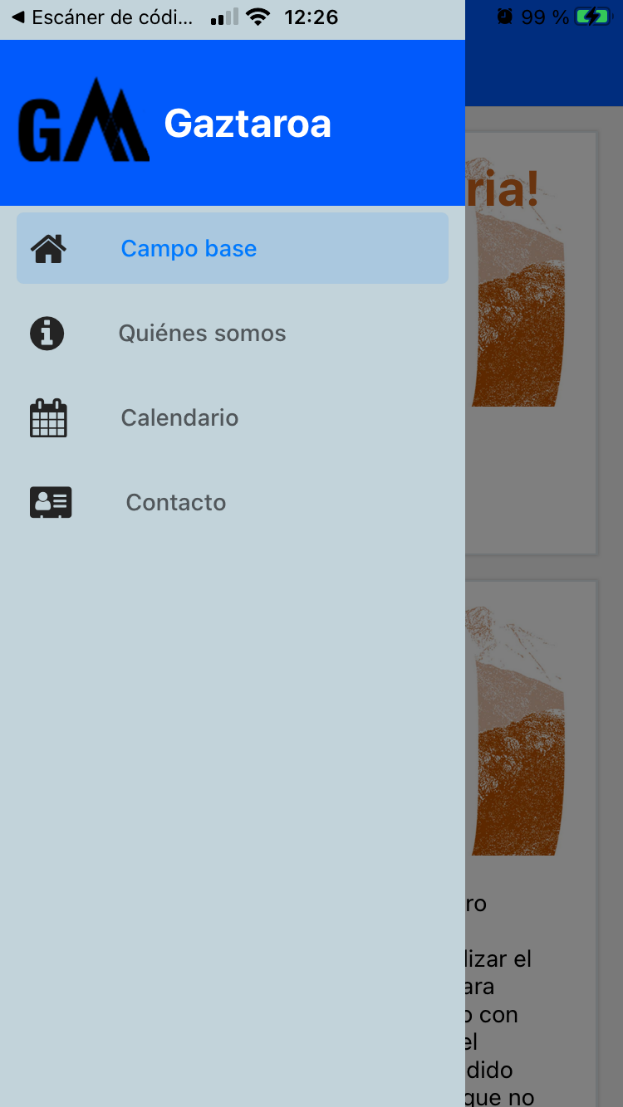 ◀ Escáner de códi... 12:26 99 %
GM Gaztaroa
ria!
Campo base
Quiénes somos
Calendario
Contacto
ro
lizar el
ara
o con
el
dido
que no